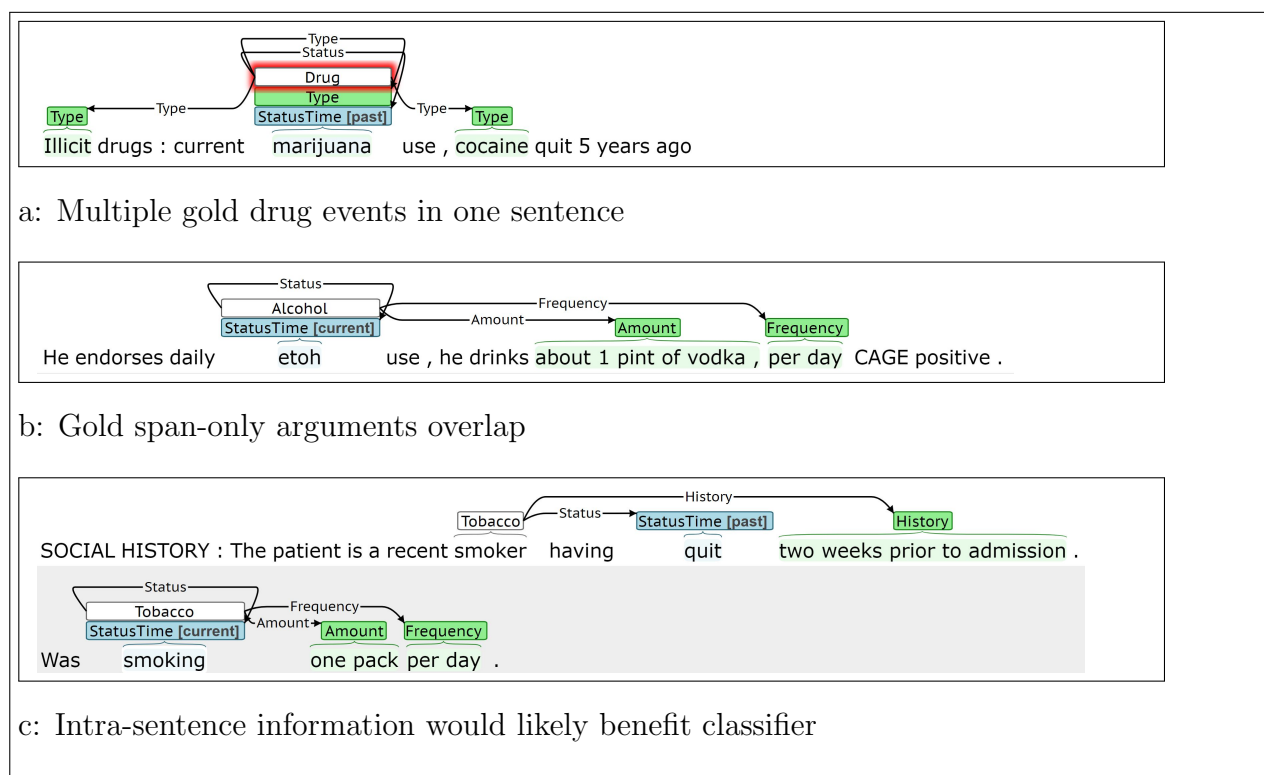 Type
Status
Drug
Type
Type Type StatusTime [past] Type Type
Illicit drugs : current marijuana use , cocaine quit 5 years ago
a: Multiple gold drug events in one sentence
Status
Alcohol Frequency
StatusTime [current] Amount Amount Frequency
He endorses daily etoh use , he drinks about 1 pint of vodka , per day CAGE positive .
b: Gold span-only arguments overlap
History
Tobacco Status StatusTime [past] History
SOCIAL HISTORY : The patient is a recent smoker having quit two weeks prior to admission .
Status
Tobacco Frequency
StatusTime [current] Amount Amount Frequency
Was smoking one pack per day .
c: Intra-sentence information would likely benefit classifier